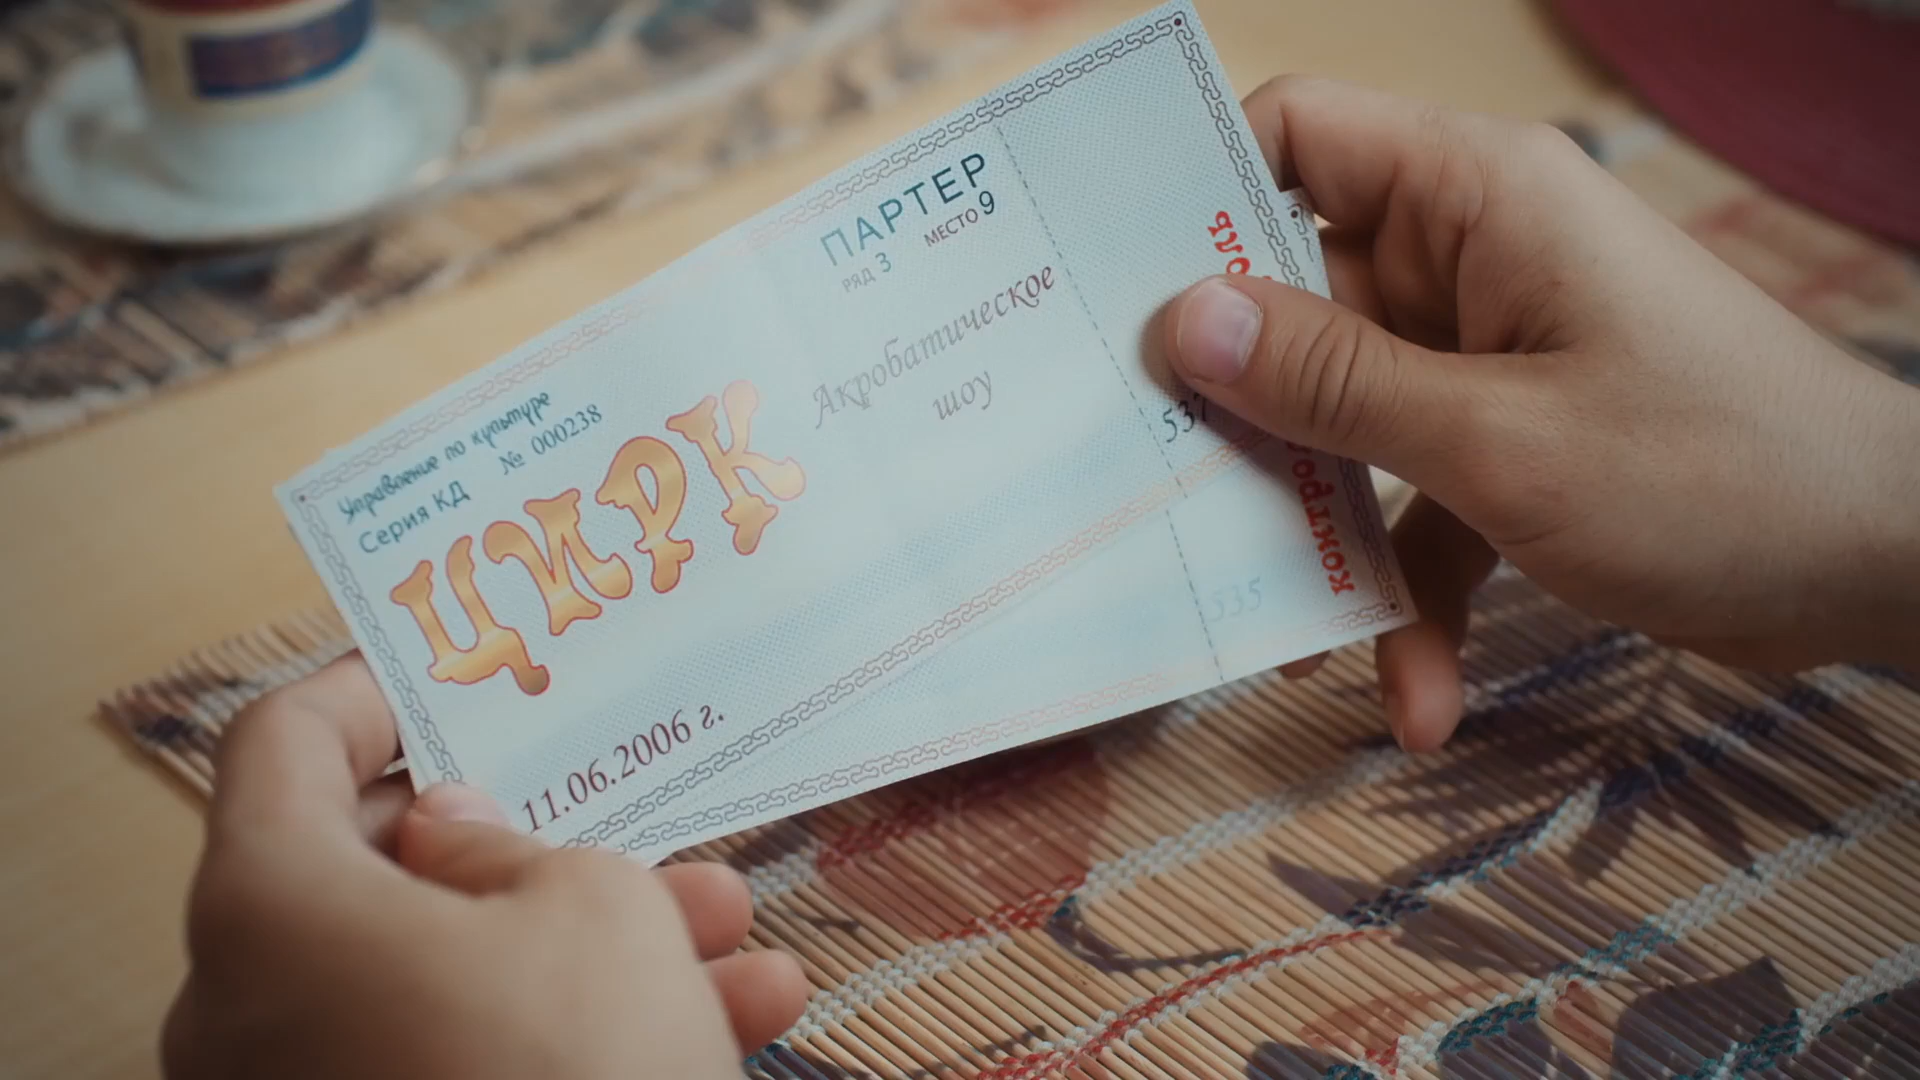 Управление по культуре
Серия КД № 000238
ЦИРК
11.06.2006 г.
ПАРТЕР
РЯД 3 МЕСТО 9
Акробатическое
шоу
537
535